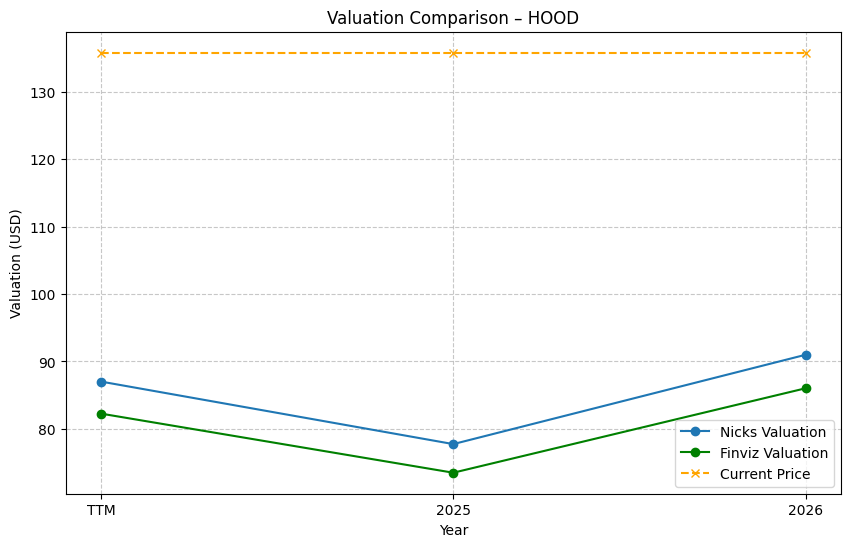 Valuation Comparison – HOOD
Valuation (USD)
130
120
110
100
90
80
TTM
2025
2026
Year
Nicks Valuation
Finviz Valuation
Current Price